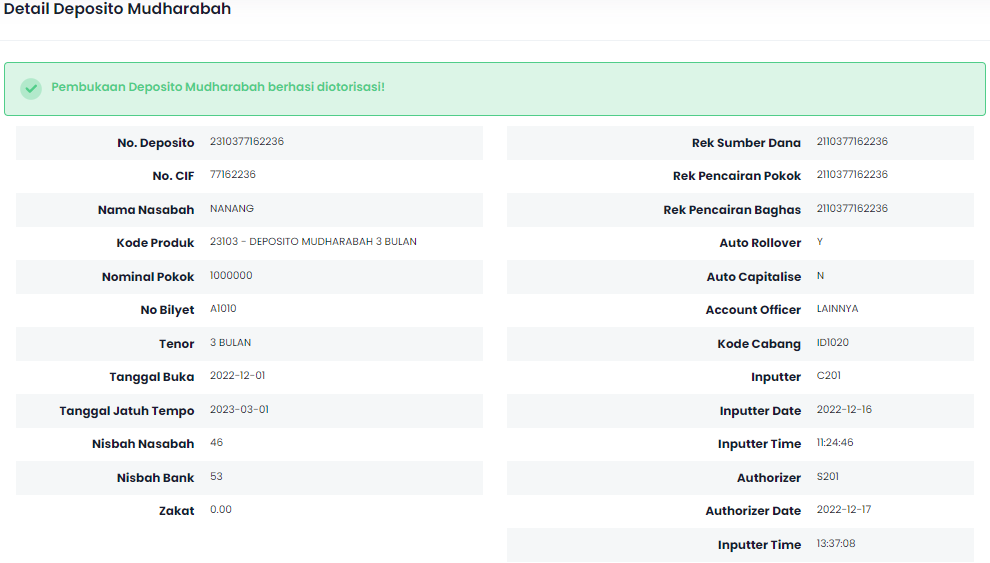 Detail Deposito Mudharabah
Pembukaan Deposito Mudharabah berhasi diotorisasi!
No. Deposito 2310377162236
No. CIF 77162236
Nama Nasabah NANANG
Kode Produk 23103 - DEPOSITO MUDHARABAH 3 BULAN
Nominal Pokok 1000000
No Bilyet A1010
Tenor 3 BULAN
Tanggal Buka 2022-12-01
Tanggal Jatuh Tempo 2023-03-01
Nisbah Nasabah 46
Nisbah Bank 53
Zakat 0.00
Rek Sumber Dana 2110377162236
Rek Pencairan Pokok 2110377162236
Rek Pencairan Baghas 2110377162236
Auto Rollover Y
Auto Capitalise N
Account Officer LAINNYA
Kode Cabang ID1020
Inputter C201
Inputter Date 2022-12-16
Inputter Time 11:24:46
Authorizer S201
Authorizer Date 2022-12-17
Inputter Time 13:37:08